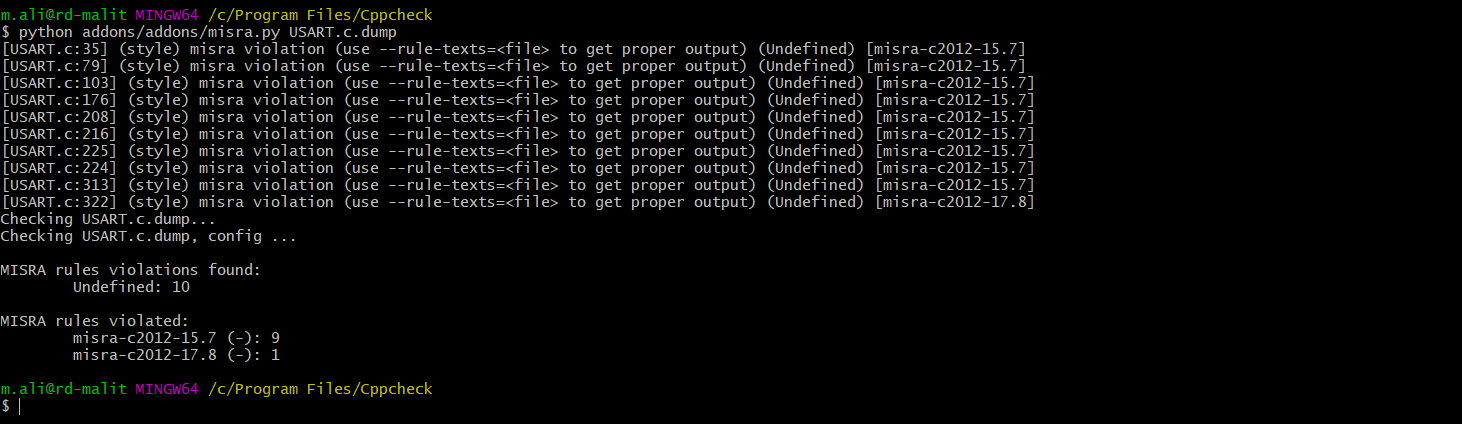 m.ali@rd-malit MINGW64 /c/Program Files/Cppcheck
$ python addons/addons/misra.py USART.c.dump
[USART.c:35] (style) misra violation (use --rule-texts=<file> to get proper output) (Undefined) [misra-c2012-15.7]
[USART.c:79] (style) misra violation (use --rule-texts=<file> to get proper output) (Undefined) [misra-c2012-15.7]
[USART.c:103] (style) misra violation (use --rule-texts=<file> to get proper output) (Undefined) [misra-c2012-15.7]
[USART.c:176] (style) misra violation (use --rule-texts=<file> to get proper output) (Undefined) [misra-c2012-15.7]
[USART.c:208] (style) misra violation (use --rule-texts=<file> to get proper output) (Undefined) [misra-c2012-15.7]
[USART.c:216] (style) misra violation (use --rule-texts=<file> to get proper output) (Undefined) [misra-c2012-15.7]
[USART.c:225] (style) misra violation (use --rule-texts=<file> to get proper output) (Undefined) [misra-c2012-15.7]
[USART.c:224] (style) misra violation (use --rule-texts=<file> to get proper output) (Undefined) [misra-c2012-15.7]
[USART.c:313] (style) misra violation (use --rule-texts=<file> to get proper output) (Undefined) [misra-c2012-15.7]
[USART.c:322] (style) misra violation (use --rule-texts=<file> to get proper output) (Undefined) [misra-c2012-17.8]
Checking USART.c.dump...
Checking USART.c.dump, config ...
MISRA rules violations found:
Undefined: 10
MISRA rules violated:
misra-c2012-15.7 (-): 9
misra-c2012-17.8 (-): 1
m.ali@rd-malit MINGW64 /c/Program Files/Cppcheck
$